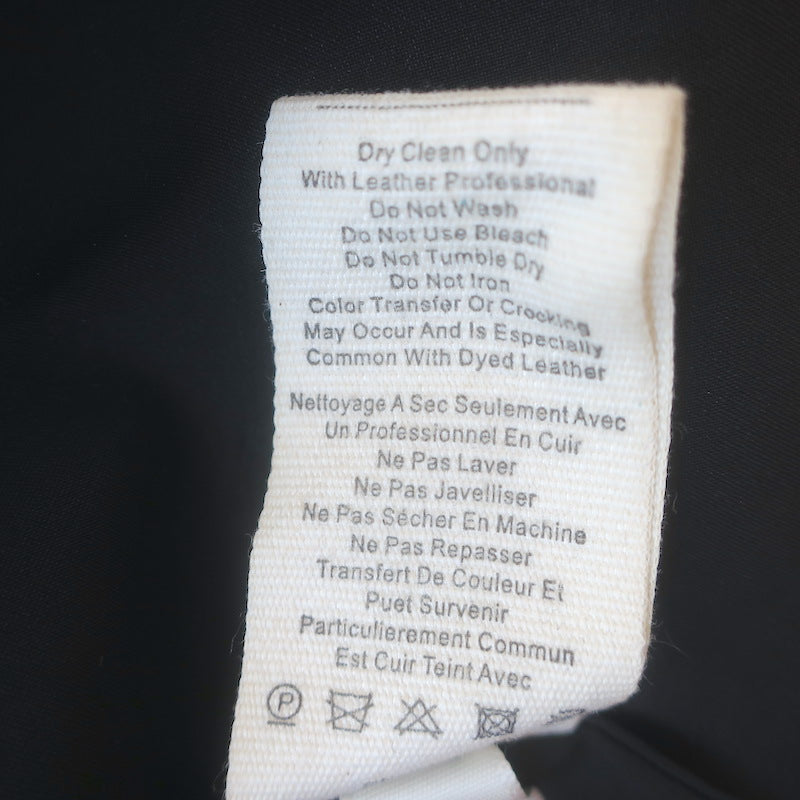 Dry Clean Only
With Leather Professional
Do Not Wash
Do Not Use Bleach
Do Not Tumble Dry
Do Not Iron
Color Transfer Or Crocking
May Occur And Is Especially
Common With Dyed Leather
Nettoyage A Sec Seulement Avec
Un Professionnel En Cuir
Ne Pas Laver
Ne Pas Javelliser
Ne Pas Sécher En Machine
Ne Pas Repasser
Transfert De Couleur Et
Puet Survenir
Particulierement Commun
Est Cuir Teint Avec
P